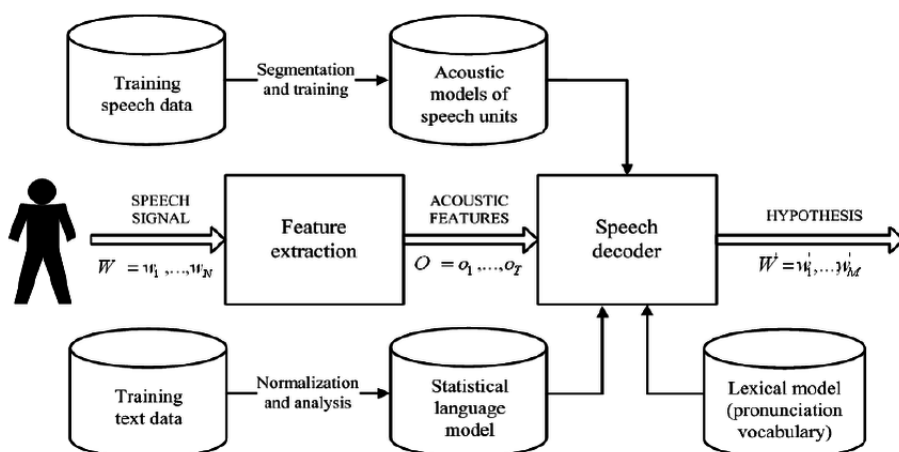 Training
speech data
Segmentation
and training
Acoustic
models of
speech units
SPEECH
SIGNAL
W = w1 ,...,wN
Feature
extraction
ACOUSTIC
FEATURES
O = o1 ,...,oT
Speech
decoder
HYPOTHESIS
W' = w'1,...,w'M
Training
text data
Normalization
and analysis
Statistical
language
model
Lexical model
(pronunciation
vocabulary)